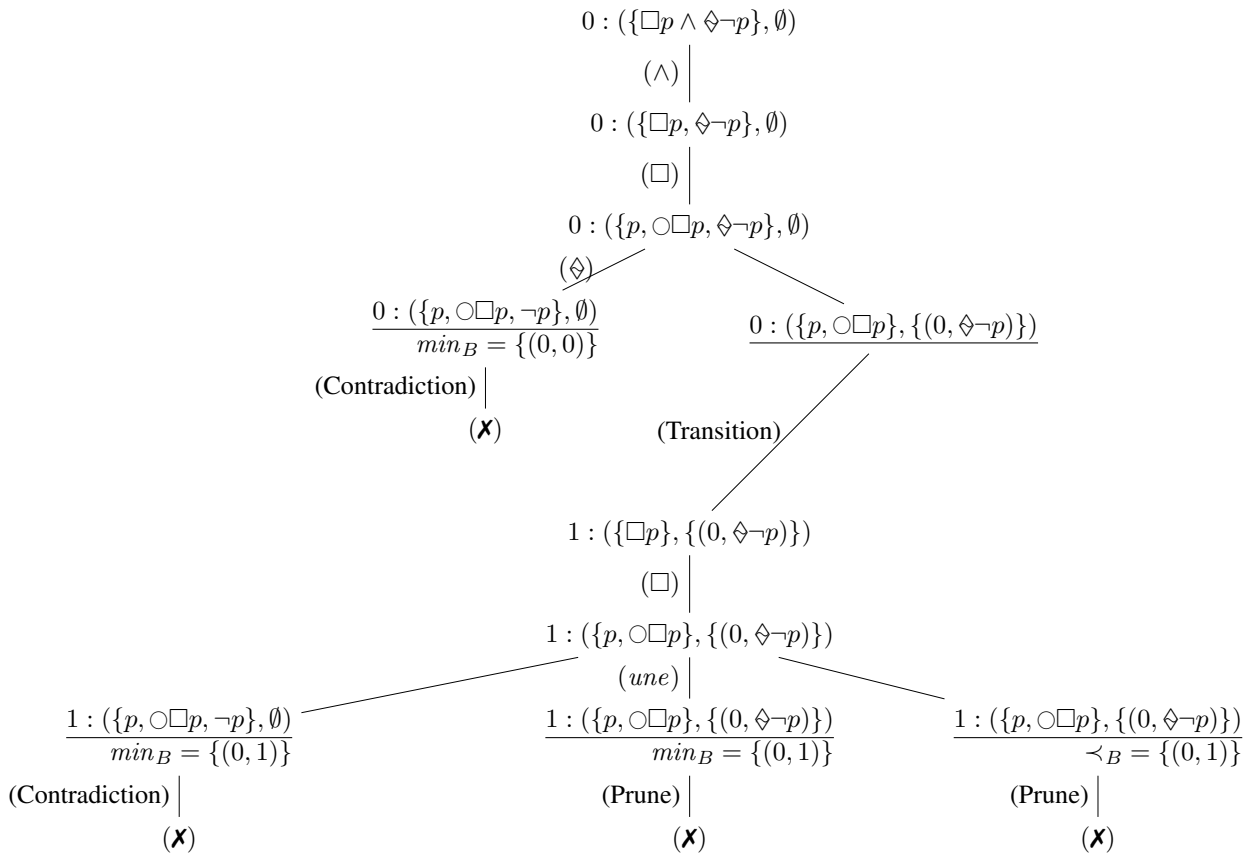 0 : ({□p ∧ ⟐¬p}, ∅)
(∧)
0 : ({□p, ⟐¬p}, ∅)
(□)
0 : ({p, ○□p, ⟐¬p}, ∅)
(⟐)
0 : ({p, ○□p, ¬p}, ∅)
min_B = {(0, 0)}
0 : ({p, ○□p}, {(0, ⟐¬p)})
(Contradiction)
(✗)
(Transition)
1 : ({□p}, {(0, ⟐¬p)})
(□)
1 : ({p, ○□p}, {(0, ⟐¬p)})
(une)
1 : ({p, ○□p, ¬p}, ∅)
min_B = {(0, 1)}
1 : ({p, ○□p}, {(0, ⟐¬p)})
min_B = {(0, 1)}
1 : ({p, ○□p}, {(0, ⟐¬p)})
≺_B = {(0, 1)}
(Contradiction)
(Prune)
(Prune)
(✗)
(✗)
(✗)